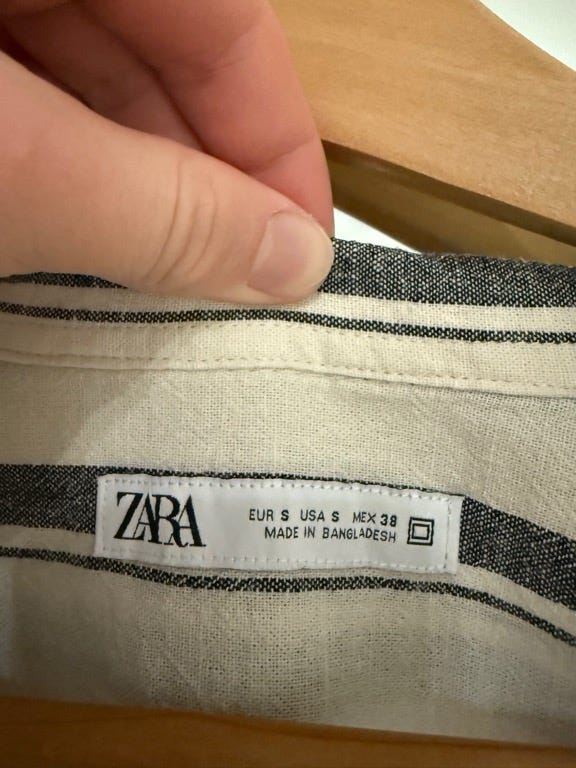 ZARA
EUR S USA S MEX 38
MADE IN BANGLADESH